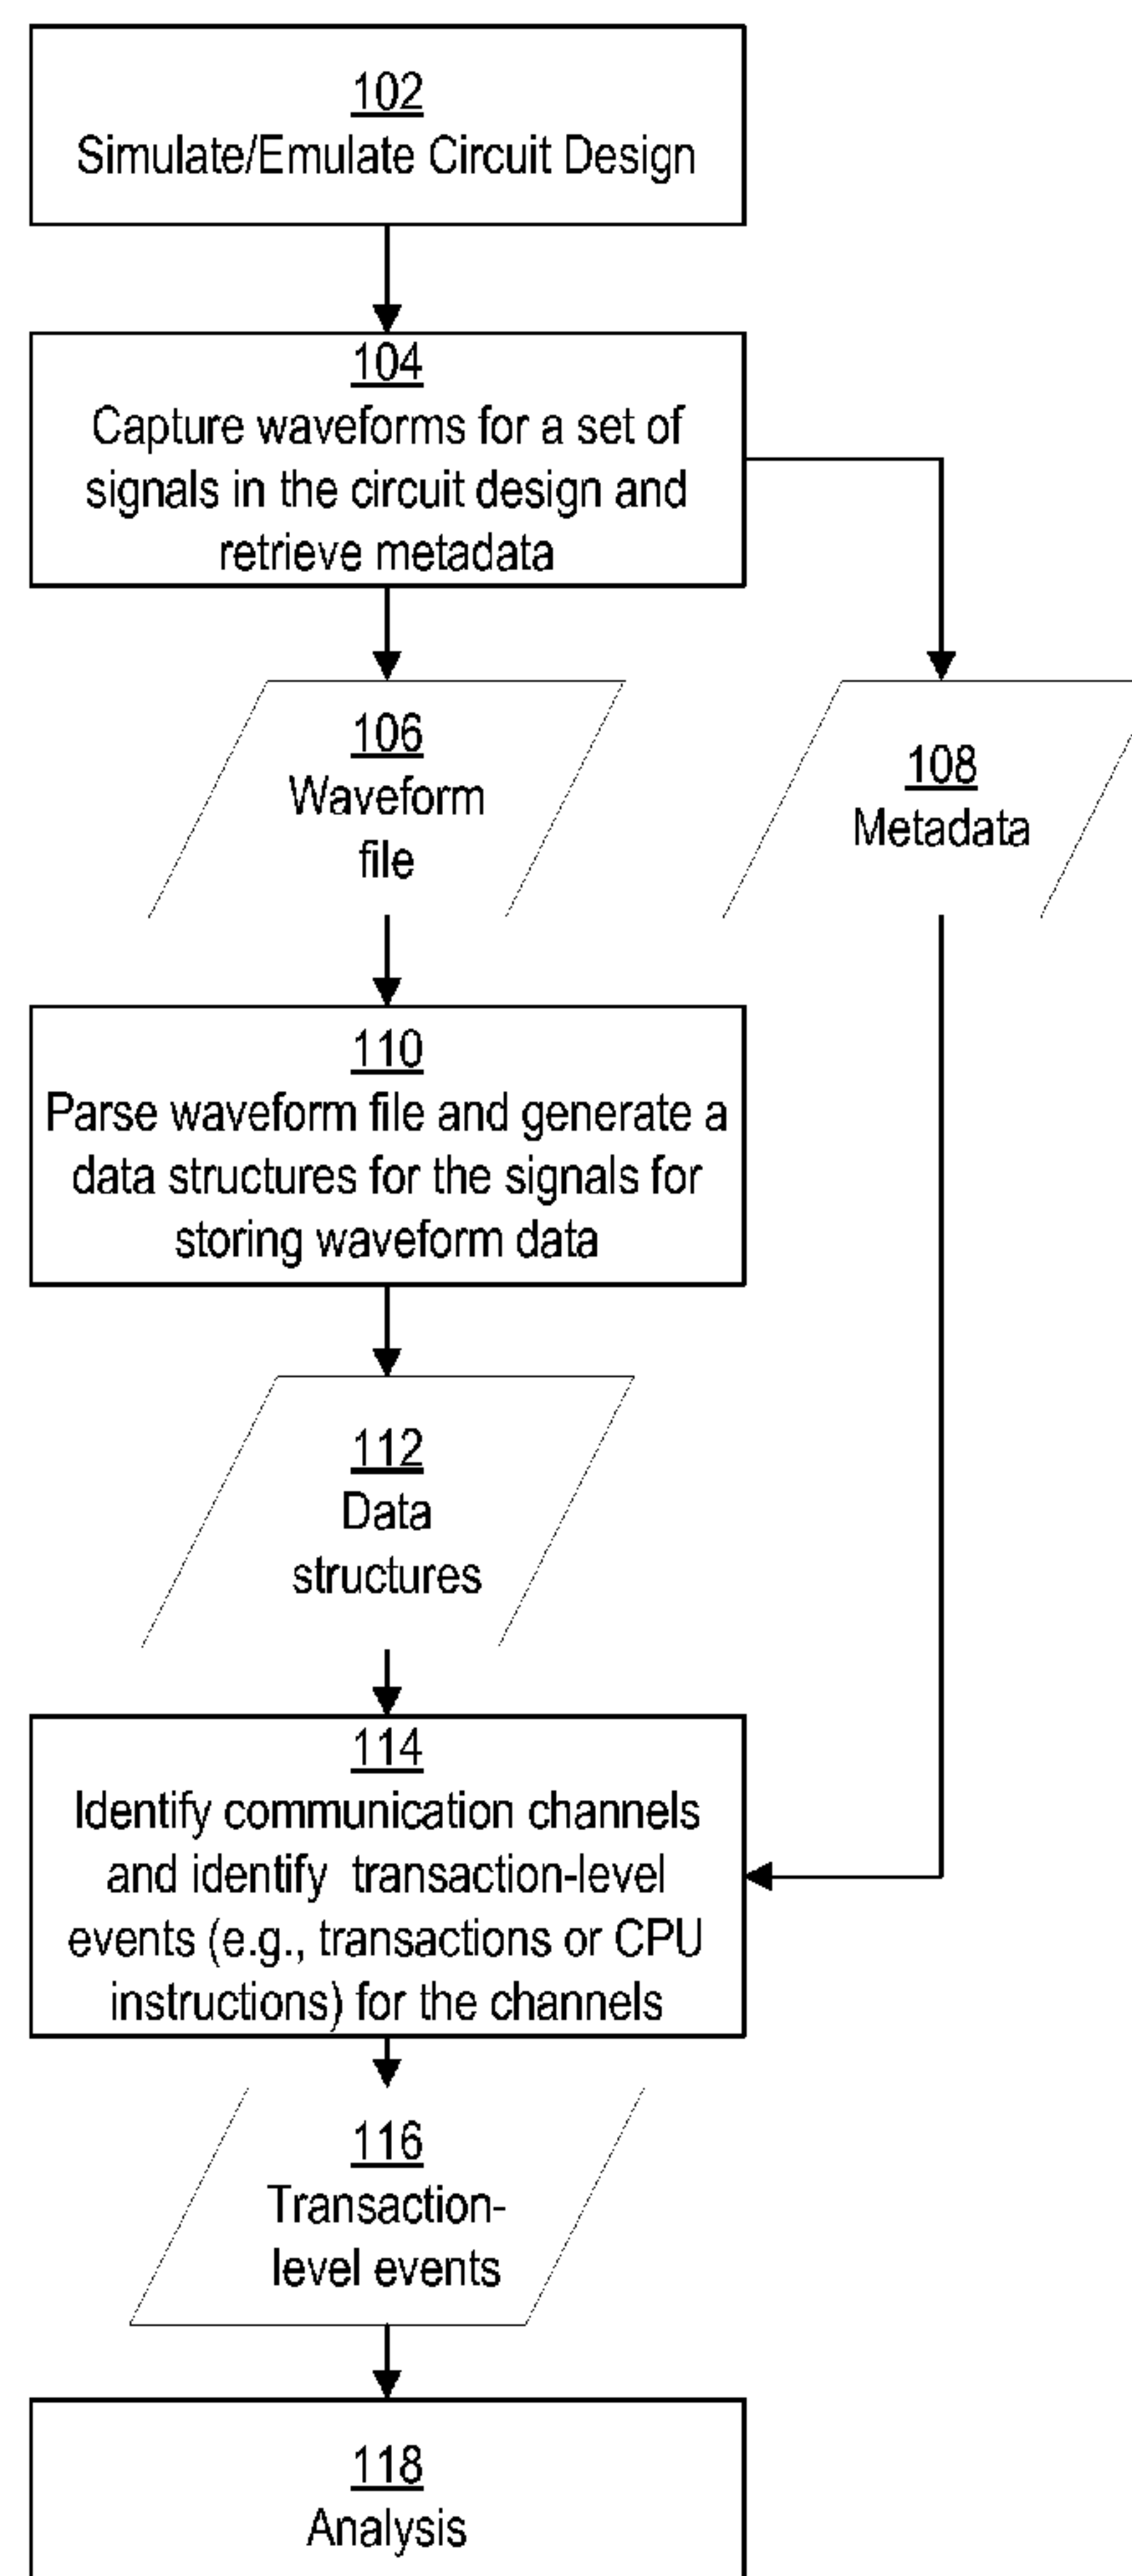 102
Simulate/Emulate Circuit Design
104
Capture waveforms for a set of
signals in the circuit design and
retrieve metadata
106
Waveform
file
108
Metadata
110
Parse waveform file and generate a
data structures for the signals for
storing waveform data
112
Data
structures
114
Identify communication channels
and identify transaction-level
events (e.g., transactions or CPU
instructions) for the channels
116
Transaction-
level events
118
Analysis